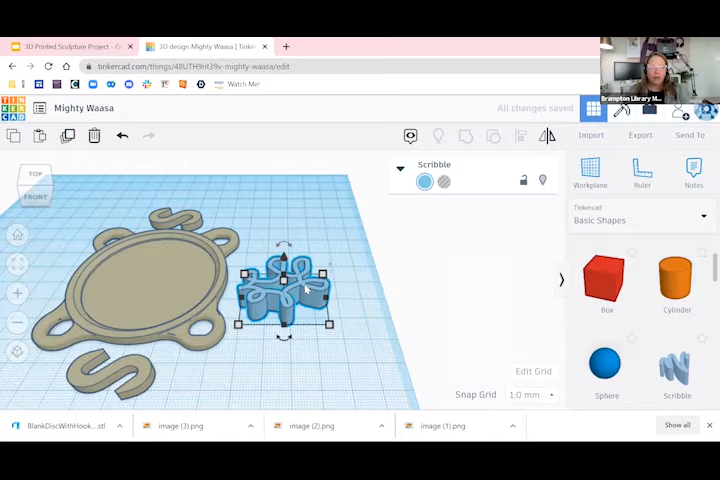 3D Printed Sculpture Project - G
3D design Mighty Waasa | Tinker
tinkercad.com/things/48UTH9nt39v-mighty-waasa/edit
Watch Me!
Brampton Library M...
TIN
KER
CAD
Mighty Waasa
All changes saved
Import
Export
Send To
Scribble
TOP
FRONT
Workplane
Ruler
Notes
Tinkercad
Basic Shapes
Box
Cylinder
Sphere
Scribble
Edit Grid
Snap Grid 1.0 mm
BlankDiscWithHook....stl
image (3).png
image (2).png
image (1).png
Show all